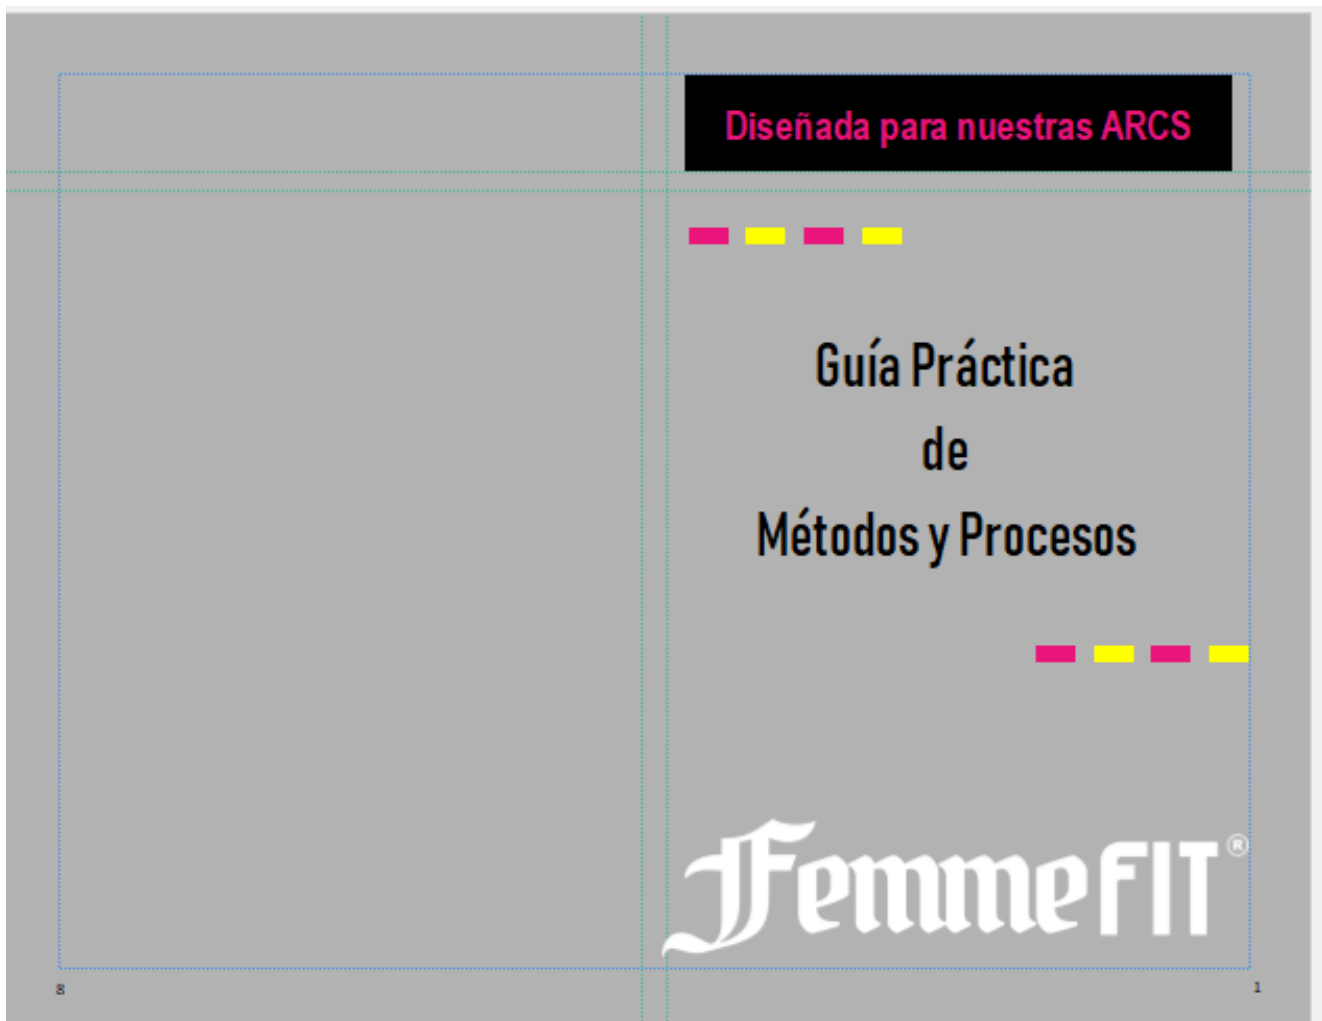 Diseñada para nuestras ARCS
Guía Práctica
de
Métodos y Procesos
FemmeFIT®
8
1